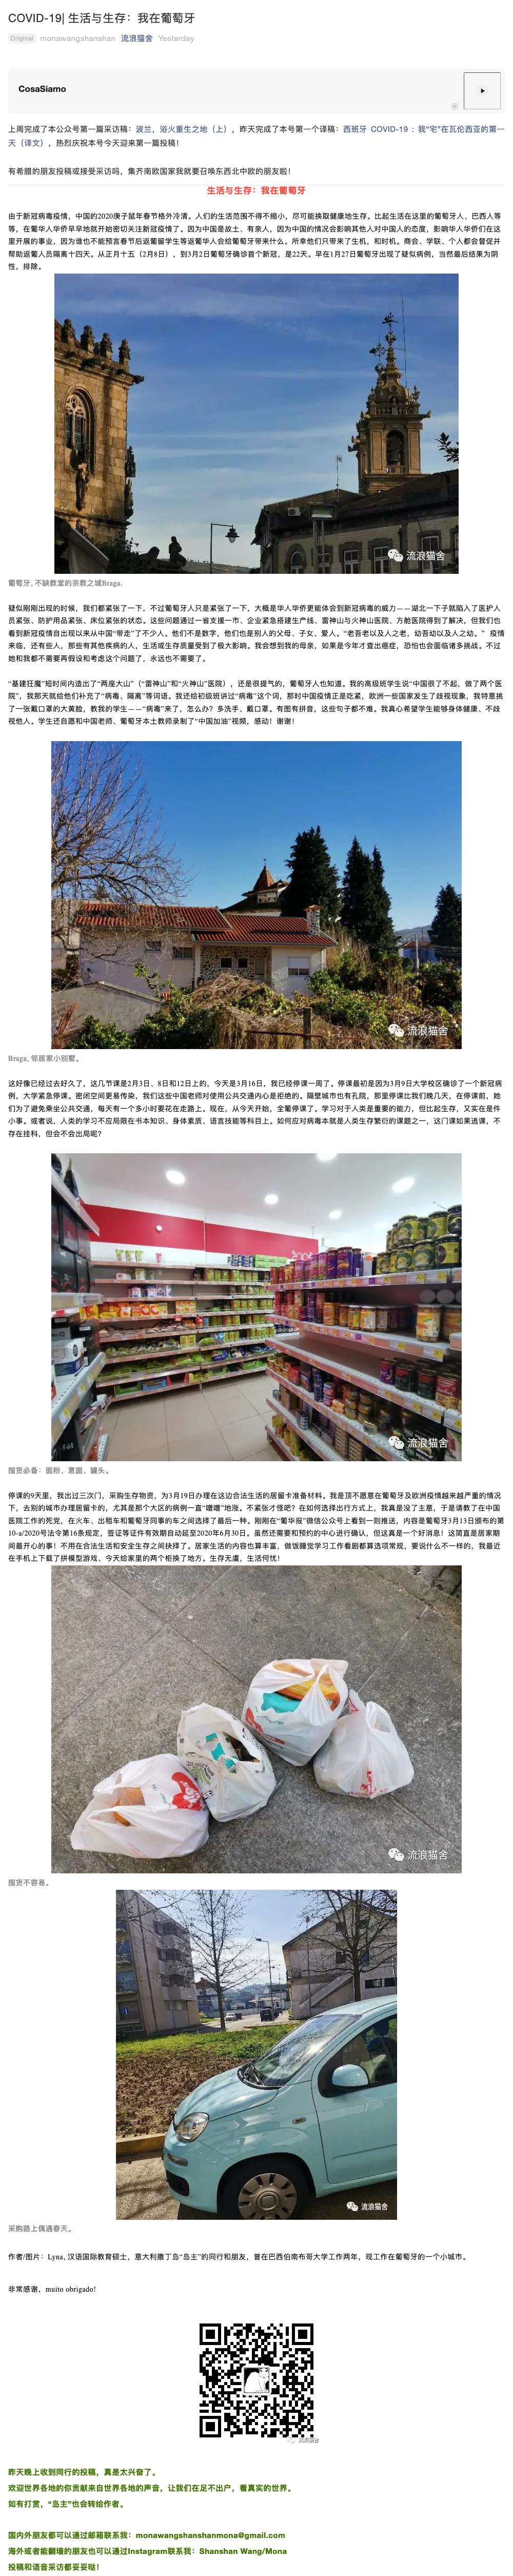 COVID-19| 生活与生存：我在葡萄牙
Original monawangshanshan 流浪猫舍 Yesterday
CosaSiamo
上周完成了本公众号第一篇采访稿：波兰，浴火重生之地（上），昨天完成了本号第一个译稿：西班牙 COVID-19 : 我“宅”在瓦伦西亚的第一
天（译文），热烈庆祝本号今天迎来第一篇投稿！
有希腊的朋友投稿或接受采访吗，集齐南欧国家我就要召唤东西北中欧的朋友啦！
生活与生存：我在葡萄牙
由于新冠病毒疫情，中国的2020庚子鼠年春节格外冷清。人们的生活范围不得不缩小，尽可能换取健康地生存。比起生活在这里的葡萄牙人、巴西人等
等，在葡华人华侨早早地就开始密切关注新冠疫情了。因为中国是故土、有亲人，因为中国的情况会影响其他人对中国人的态度，影响华人华侨们在这
里开展的事业，因为谁也不能预言春节后返葡留学生等返葡华人会给葡萄牙带来什么。所幸他们只带来了生机，和时机。商会、学联、个人都会督促并
帮助返葡人员隔离十四天。从正月十五（2月8日），到3月2日葡萄牙确诊首个新冠，是22天。早在1月27日葡萄牙出现了疑似病例，当然最后结果为阴
性，排除。
流浪猫舍
葡萄牙, 不缺教堂的宗教之城Braga.
疑似刚刚出现的时候，我们都紧张了一下。不过葡萄牙人只是紧张了一下，大概是华人华侨更能体会到新冠病毒的威力——湖北一下子就陷入了医护人
员紧张、防护用品紧张、床位紧张的状态。这些问题通过一省支援一市、企业紧急搭建生产线、雷神山与火神山医院、方舱医院得到了解决，但我们也
看到新冠疫情自出现以来从中国“带走”了不少人。他们不是数字，他们也是别人的父母、子女、爱人。“老吾老以及人之老，幼吾幼以及人之幼。” 疫情
来临，还有些人，那些有其他疾病的人，生活或生存质量受到了极大影响。我会想到我的母亲，如果是今年才查出癌症，恐怕也会面临诸多挑战。不过
她和我都不需要再假设和考虑这个问题了，永远也不需要了。
“基建狂魔”短时间内造出了“两座大山”（“雷神山”和“火神山”医院），还是很提气的，葡萄牙人也知道。我的高级班学生说“中国很了不起，做了两个医
院”，我那天就给他们补充了“病毒、隔离”等词语。我还给初级班讲过“病毒”这个词，那时中国疫情正是吃紧，欧洲一些国家发生了歧视现象，我特意挑
了一张戴口罩的大黄脸，教我的学生——“病毒”来了，怎么办？多洗手、戴口罩。有图有拼音，这些句子都不难。我真心希望学生能够身体健康、不歧
视他人。学生还自愿和中国老师、葡萄牙本土教师录制了“中国加油”视频，感动！谢谢！
流浪猫舍
Braga, 邻居家小别墅。
这好像已经过去好久了，这几节课是2月3日、8日和12日上的，今天是3月16日，我已经停课一周了。停课最初是因为3月9日大学校区确诊了一个新冠病
例，大学紧急停课。密闭空间更易传染，我们这些中国老师对使用公共交通内心是拒绝的。隔壁城市也有孔院，那里停课比我们晚几天，在停课前，她
们为了避免乘坐公共交通，每天有一个多小时要花在走路上。现在，从今天开始，全葡停课了。学习对于人类是重要的能力，但比起生存，又实在是件
小事。或者说，人类的学习不应局限在书本知识、身体素质、语言技能等科目上。如何应对病毒本就是人类生存繁衍的课题之一，这门课如果逃课，不
存在挂科，但会不会出局呢？
流浪猫舍
囤货必备：面粉、意面、罐头。
停课的9天里，我出过三次门，采购生存物资，为3月19日办理在这边合法生活的居留卡准备材料。我是顶不愿意在葡萄牙及欧洲疫情越来越严重的情况
下，去别的城市办理居留卡的，尤其是那个大区的病例一直“噌噌”地涨。不紧张才怪呢？在如何选择出行方式上，我真是没了主意，于是请教了在中国
医院工作的死党，在火车、出租车和葡萄牙同事的车之间选择了最后一种。刚刚在“葡华报”微信公众号上看到一则推送，内容是葡萄牙3月13日颁布的第
10-a/2020号法令第16条规定，签证等证件有效期自动延至2020年6月30日。虽然还需要和预约的中心进行确认，但这真是一个好消息！这简直是居家期
间最开心的事！不用在合法生活和安全生存之间抉择了。居家生活的内容也算丰富，做饭睡觉学习工作看剧都算选项常规，要说什么不一样的，我最近
在手机上下载了拼模型游戏、今天给家里的两个柜换了地方。生存无虞，生活何忧！
流浪猫舍
囤货不容易。
流浪猫舍
采购路上偶遇春天。
作者/图片：Lyna, 汉语国际教育硕士，意大利撒丁岛“岛主”的同行和朋友，曾在巴西伯南布哥大学工作两年，现工作在葡萄牙的一个小城市。
非常感谢，muito obrigado!
流浪猫舍
昨天晚上收到同行的投稿，真是太兴奋了。
欢迎世界各地的你贡献来自世界各地的声音，让我们在足不出户，看真实的世界。
如有打赏，“岛主”也会转给作者。
国内外朋友都可以通过邮箱联系我：monawangshanshanmona@gmail.com
海外或者能翻墙的朋友也可以通过Instagram联系我：Shanshan Wang/Mona
投稿和语音采访都妥妥哒！